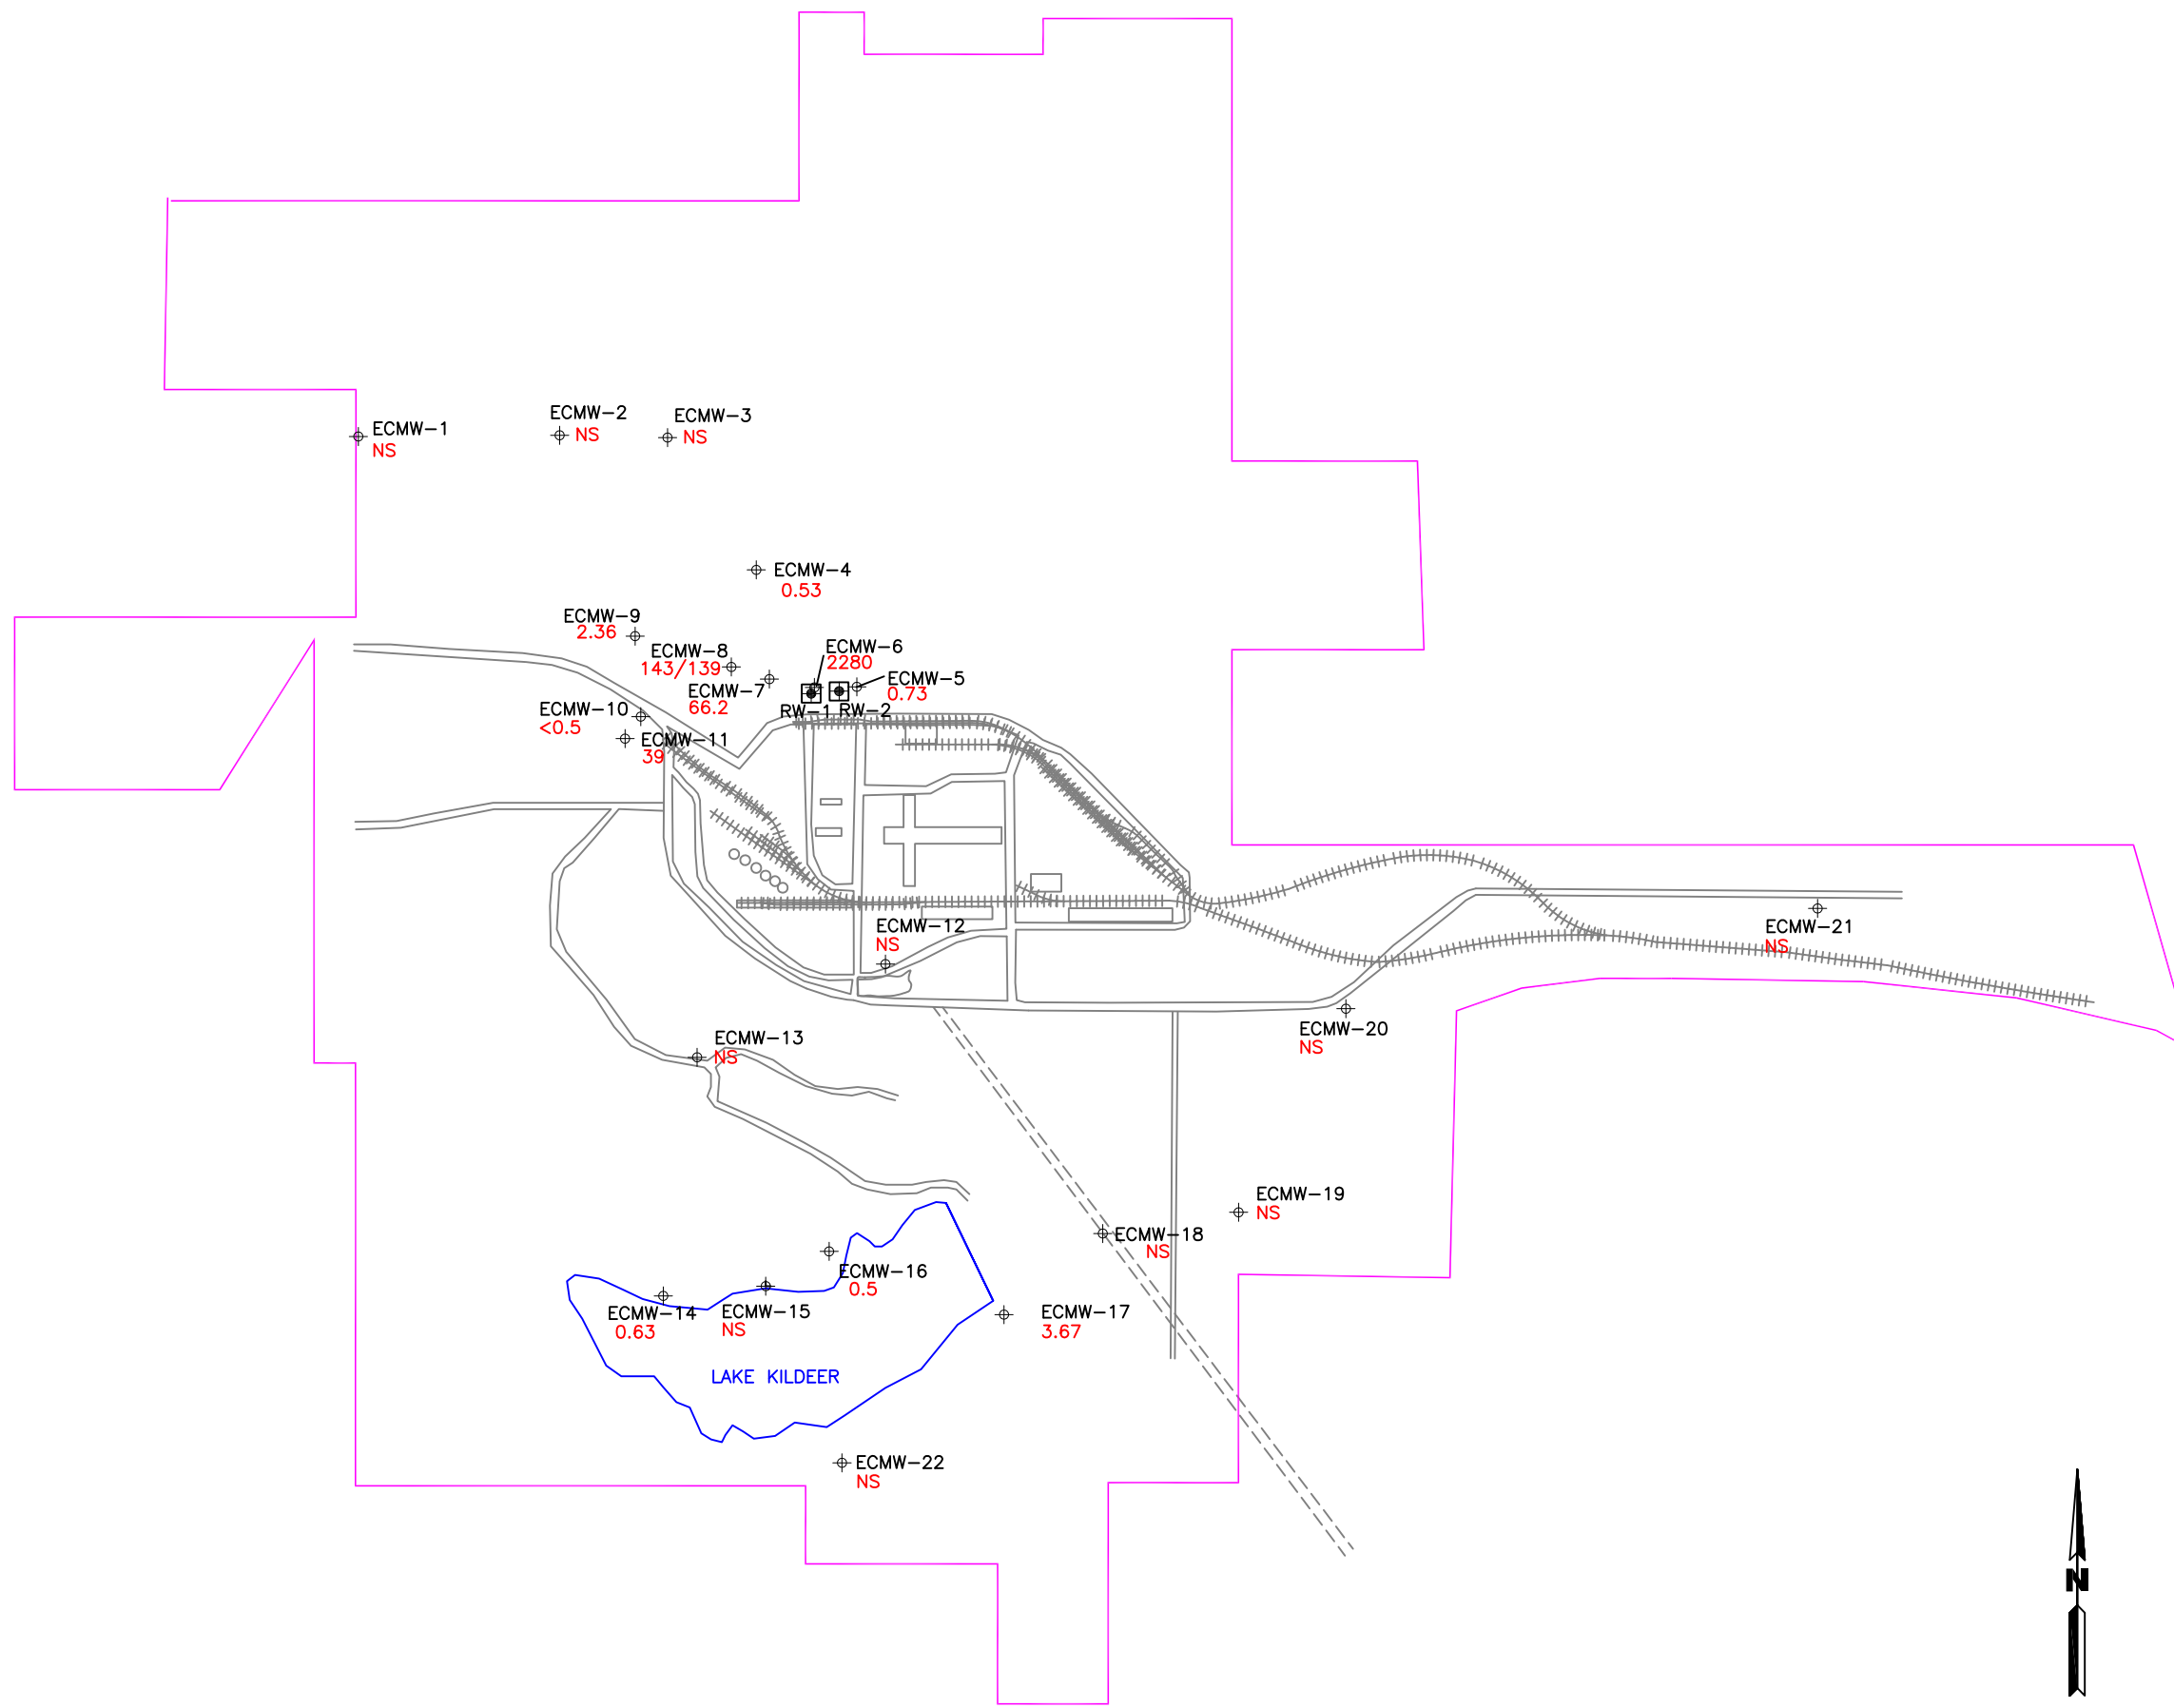 ECMW-1
NS
ECMW-2
NS
ECMW-3
NS
ECMW-4
0.53
ECMW-9
2.36
ECMW-8
143/139
ECMW-6
2280
ECMW-5
0.73
ECMW-7
66.2
RW-1
RW-2
ECMW-10
<0.5
ECMW-11
39
ECMW-12
NS
ECMW-21
NS
ECMW-20
NS
ECMW-13
NS
ECMW-19
NS
ECMW-18
NS
ECMW-16
0.5
ECMW-14
0.63
ECMW-15
NS
ECMW-17
3.67
LAKE KILDEER
ECMW-22
NS
N